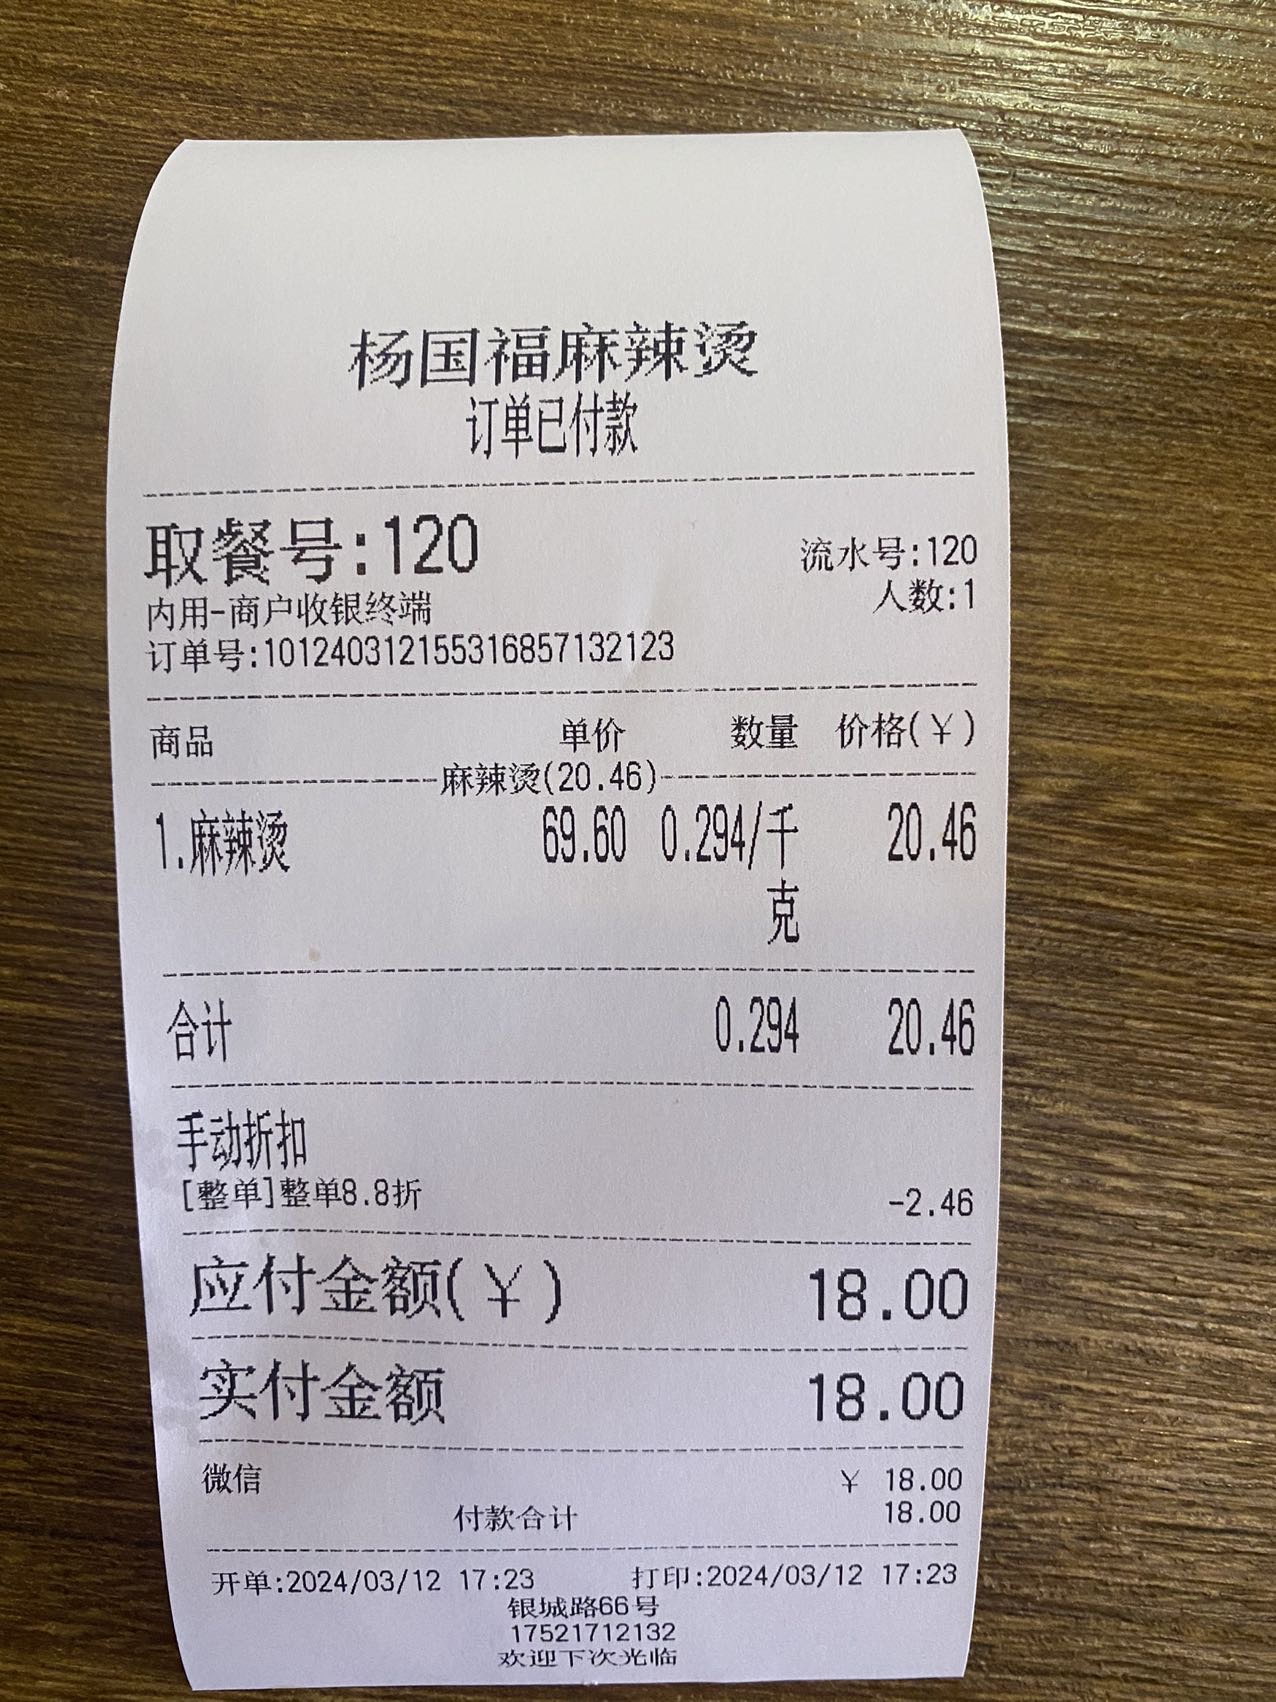 杨国福麻辣烫
订单已付款
取餐号:120
流水号:120
内用-商户收银终端
人数:1
订单号:101240312155316857132123
商品 单价 数量 价格(￥)
麻辣烫(20.46)
1.麻辣烫 69.60 0.294/千 20.46
克
合计 0.294 20.46
手动折扣
[整单]整单8.8折 -2.46
应付金额(￥) 18.00
实付金额 18.00
微信 ￥ 18.00
付款合计 18.00
开单:2024/03/12 17:23 打印:2024/03/12 17:23
银城路66号
17521712132
欢迎下次光临